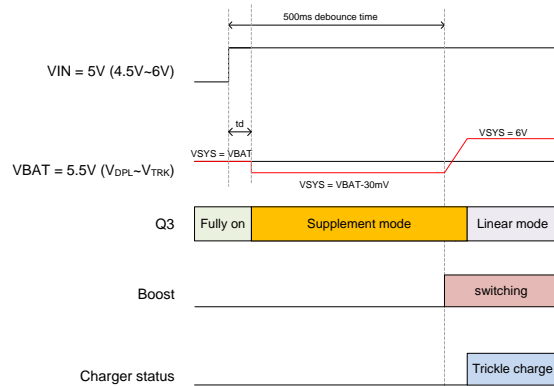 500ms debounce time
VIN = 5V (4.5V~6V)
td
VSYS = 6V
VSYS = VBAT
VBAT = 5.5V (VDPL~VTRK)
VSYS = VBAT-30mV
Q3
Fully on
Supplement mode
Linear mode
Boost
switching
Charger status
Trickle charge